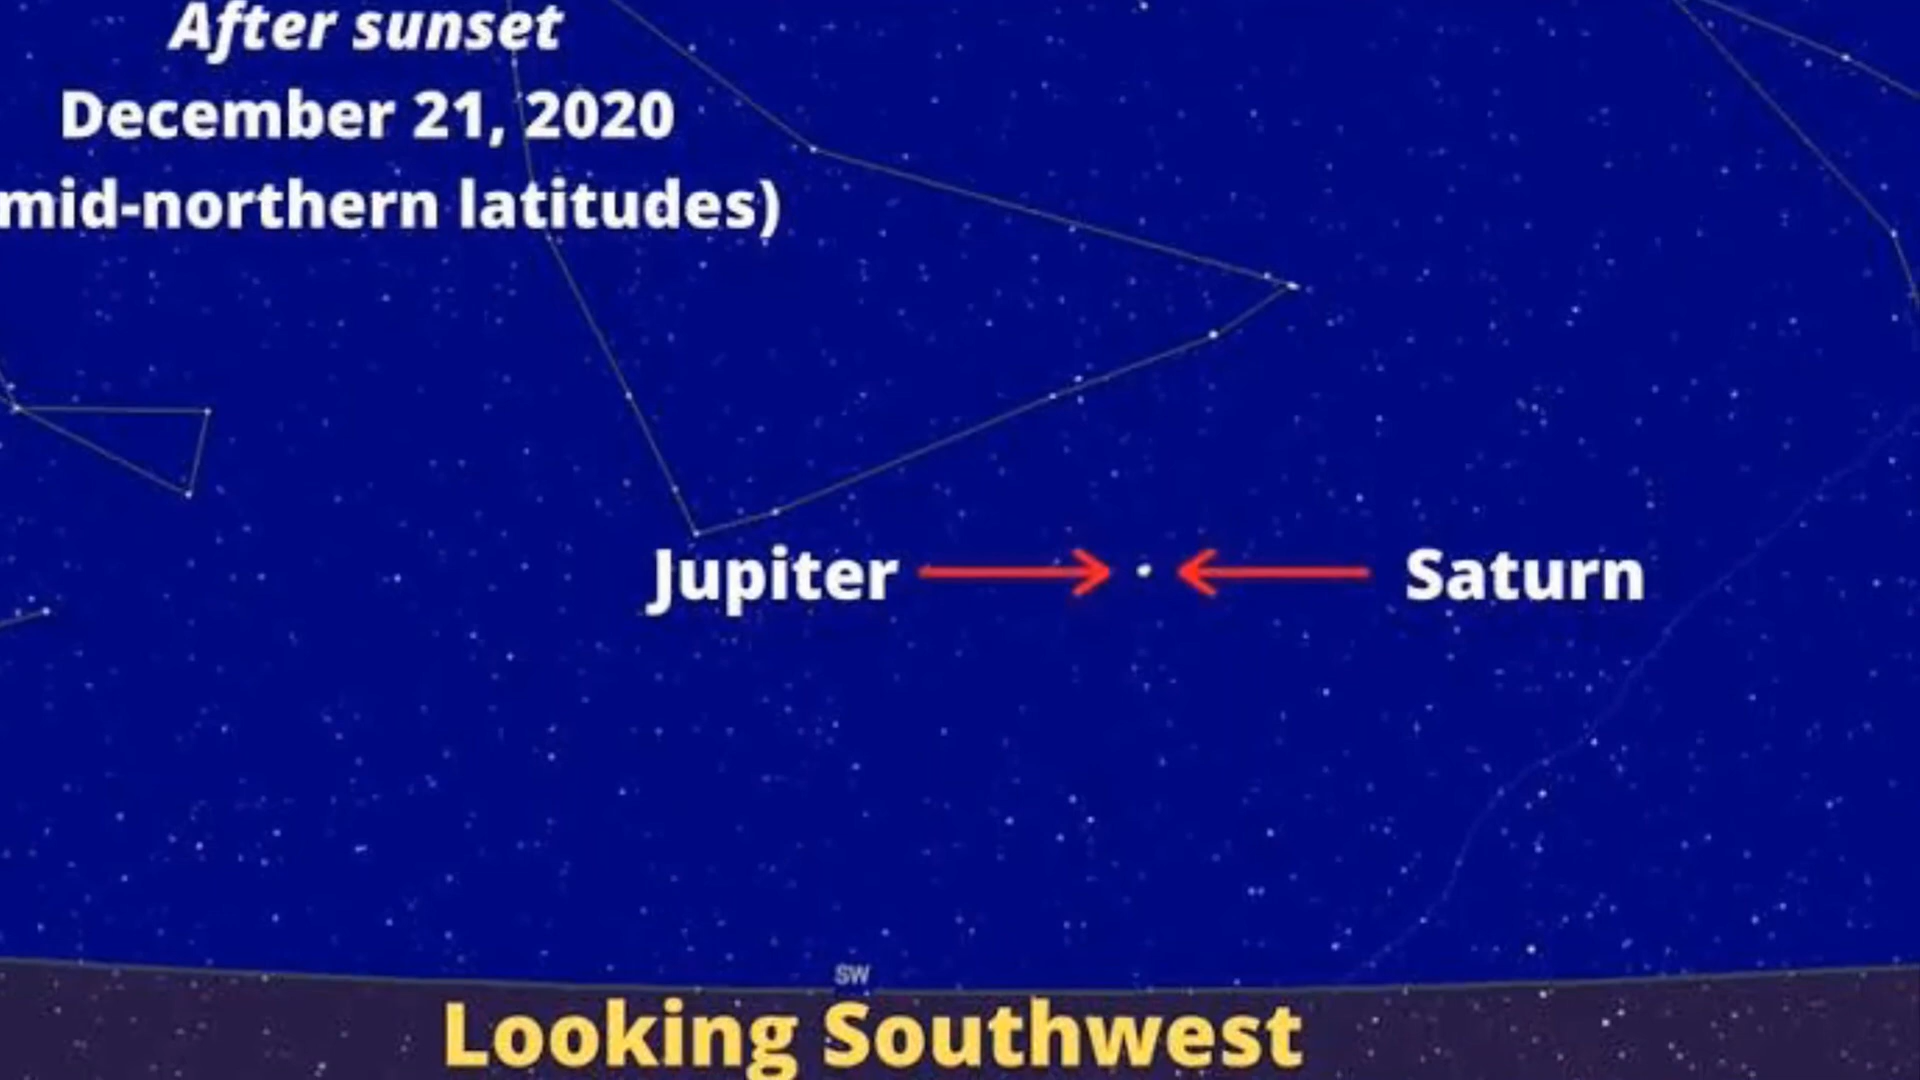 After sunset
December 21, 2020
mid-northern latitudes)
Jupiter Saturn
SW
Looking Southwest